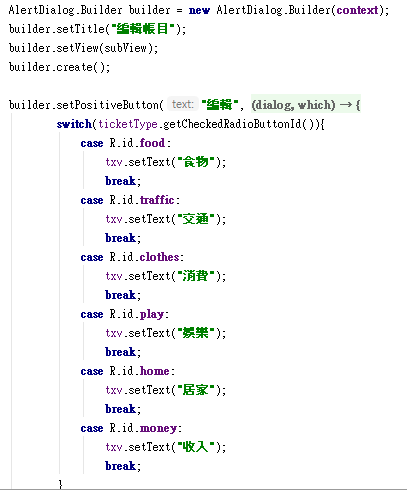 AlertDialog.Builder builder = new AlertDialog.Builder(context);
builder.setTitle("編輯帳目");
builder.setView(subView);
builder.create();
builder.setPositiveButton( text: "編輯", (dialog, which) → {
switch(ticketType.getCheckedRadioButtonId()){
case R.id.food:
txv.setText("食物");
break;
case R.id.traffic:
txv.setText("交通");
break;
case R.id.clothes:
txv.setText("消費");
break;
case R.id.play:
txv.setText("娛樂");
break;
case R.id.home:
txv.setText("居家");
break;
case R.id.money:
txv.setText("收入");
break;
}